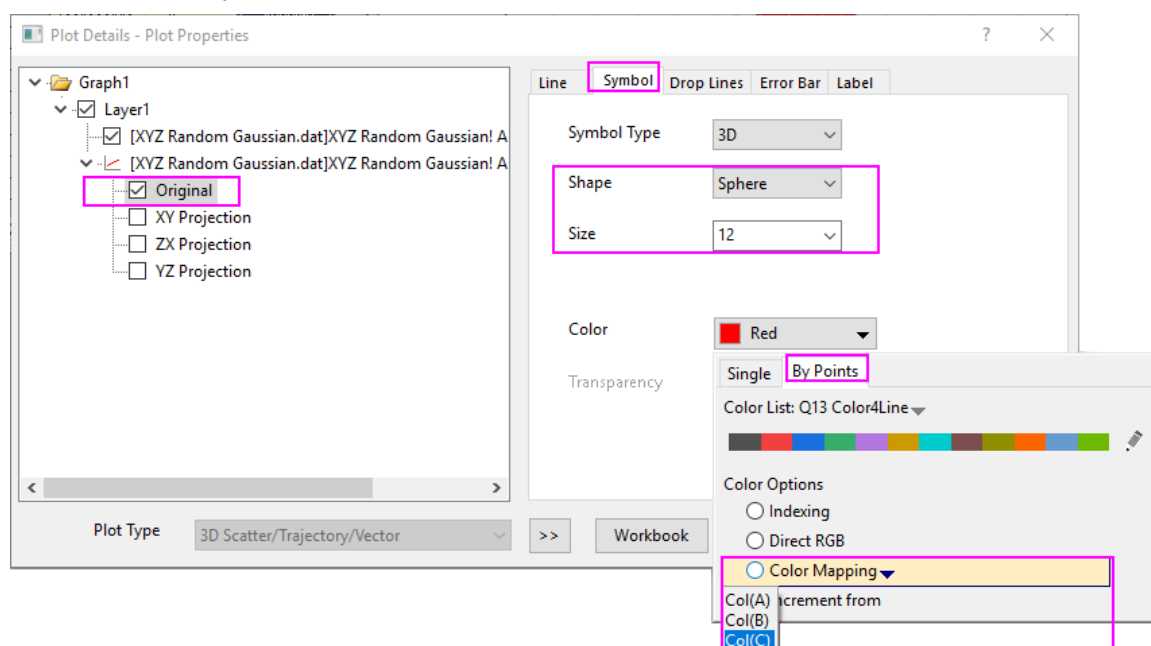 Plot Details - Plot Properties
?
Graph1
Layer1
[XYZ Random Gaussian.dat]XYZ Random Gaussian! A
[XYZ Random Gaussian.dat]XYZ Random Gaussian! A
Original
XY Projection
ZX Projection
YZ Projection
Line Symbol Drop Lines Error Bar Label
Symbol Type 3D
Shape Sphere
Size 12
Color Red
Transparency
Single By Points
Color List: Q13 Color4Line
Color Options
Indexing
Direct RGB
Color Mapping
Col(A) ncrement from
Col(B)
Col(C)
Plot Type 3D Scatter/Trajectory/Vector >> Workbook